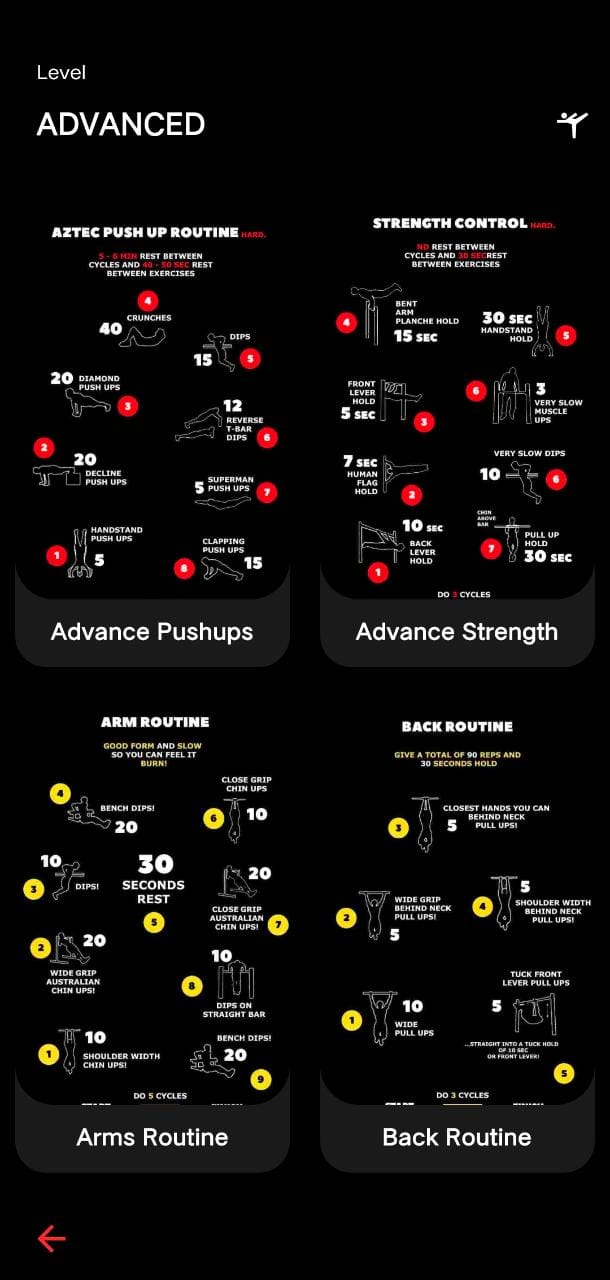 Level
ADVANCED
AZTEC PUSH UP ROUTINE HARD.
5 - 6 MIN REST BETWEEN
CYCLES AND 40 - 50 SEC REST
BETWEEN EXERCISES
4
CRUNCHES
40
DIPS
15
5
20 DIAMOND
PUSH UPS
3
12
REVERSE
T-BAR
DIPS
6
2
20
DECLINE
PUSH UPS
5 SUPERMAN
PUSH UPS
7
1
HANDSTAND
PUSH UPS
5
CLAPPING
PUSH UPS
8
15
Advance Pushups
STRENGTH CONTROL HARD.
NO REST BETWEEN
CYCLES AND 30 SECREST
BETWEEN EXERCISES
4
BENT
ARM
PLANCHE HOLD
15 SEC
30 SEC
HANDSTAND
HOLD
5
FRONT
LEVER
HOLD
5 SEC
3
6
3
VERY SLOW
MUSCLE
UPS
7 SEC
HUMAN
FLAG
HOLD
2
VERY SLOW DIPS
10
6
10 SEC
BACK
LEVER
HOLD
1
CHIN
ABOVE
BAR
7
PULL UP
HOLD
30 SEC
DO 3 CYCLES
Advance Strength
ARM ROUTINE
GOOD FORM AND SLOW
SO YOU CAN FEEL IT
BURN!
4
BENCH DIPS!
20
CLOSE GRIP
CHIN UPS
6
10
10
3
DIPS!
30
SECONDS
REST
5
20
CLOSE GRIP
AUSTRALIAN
CHIN UPS!
7
2
20
WIDE GRIP
AUSTRALIAN
CHIN UPS!
10
8
DIPS ON
STRAIGHT BAR
1
10
SHOULDER WIDTH
CHIN UPS!
BENCH DIPS!
20
9
DO 5 CYCLES
Arms Routine
BACK ROUTINE
GIVE A TOTAL OF 90 REPS AND
30 SECONDS HOLD
3
CLOSEST HANDS YOU CAN
BEHIND NECK
PULL UPS!
5
2
WIDE GRIP
BEHIND NECK
PULL UPS!
5
4
5
SHOULDER WIDTH
BEHIND NECK
PULL UPS!
1
10
WIDE
PULL UPS
TUCK FRONT
LEVER PULL UPS
5
...STRAIGHT INTO A TUCK HOLD
OF 10 SEC
OR FRONT LEVER!
5
DO 3 CYCLES
Back Routine